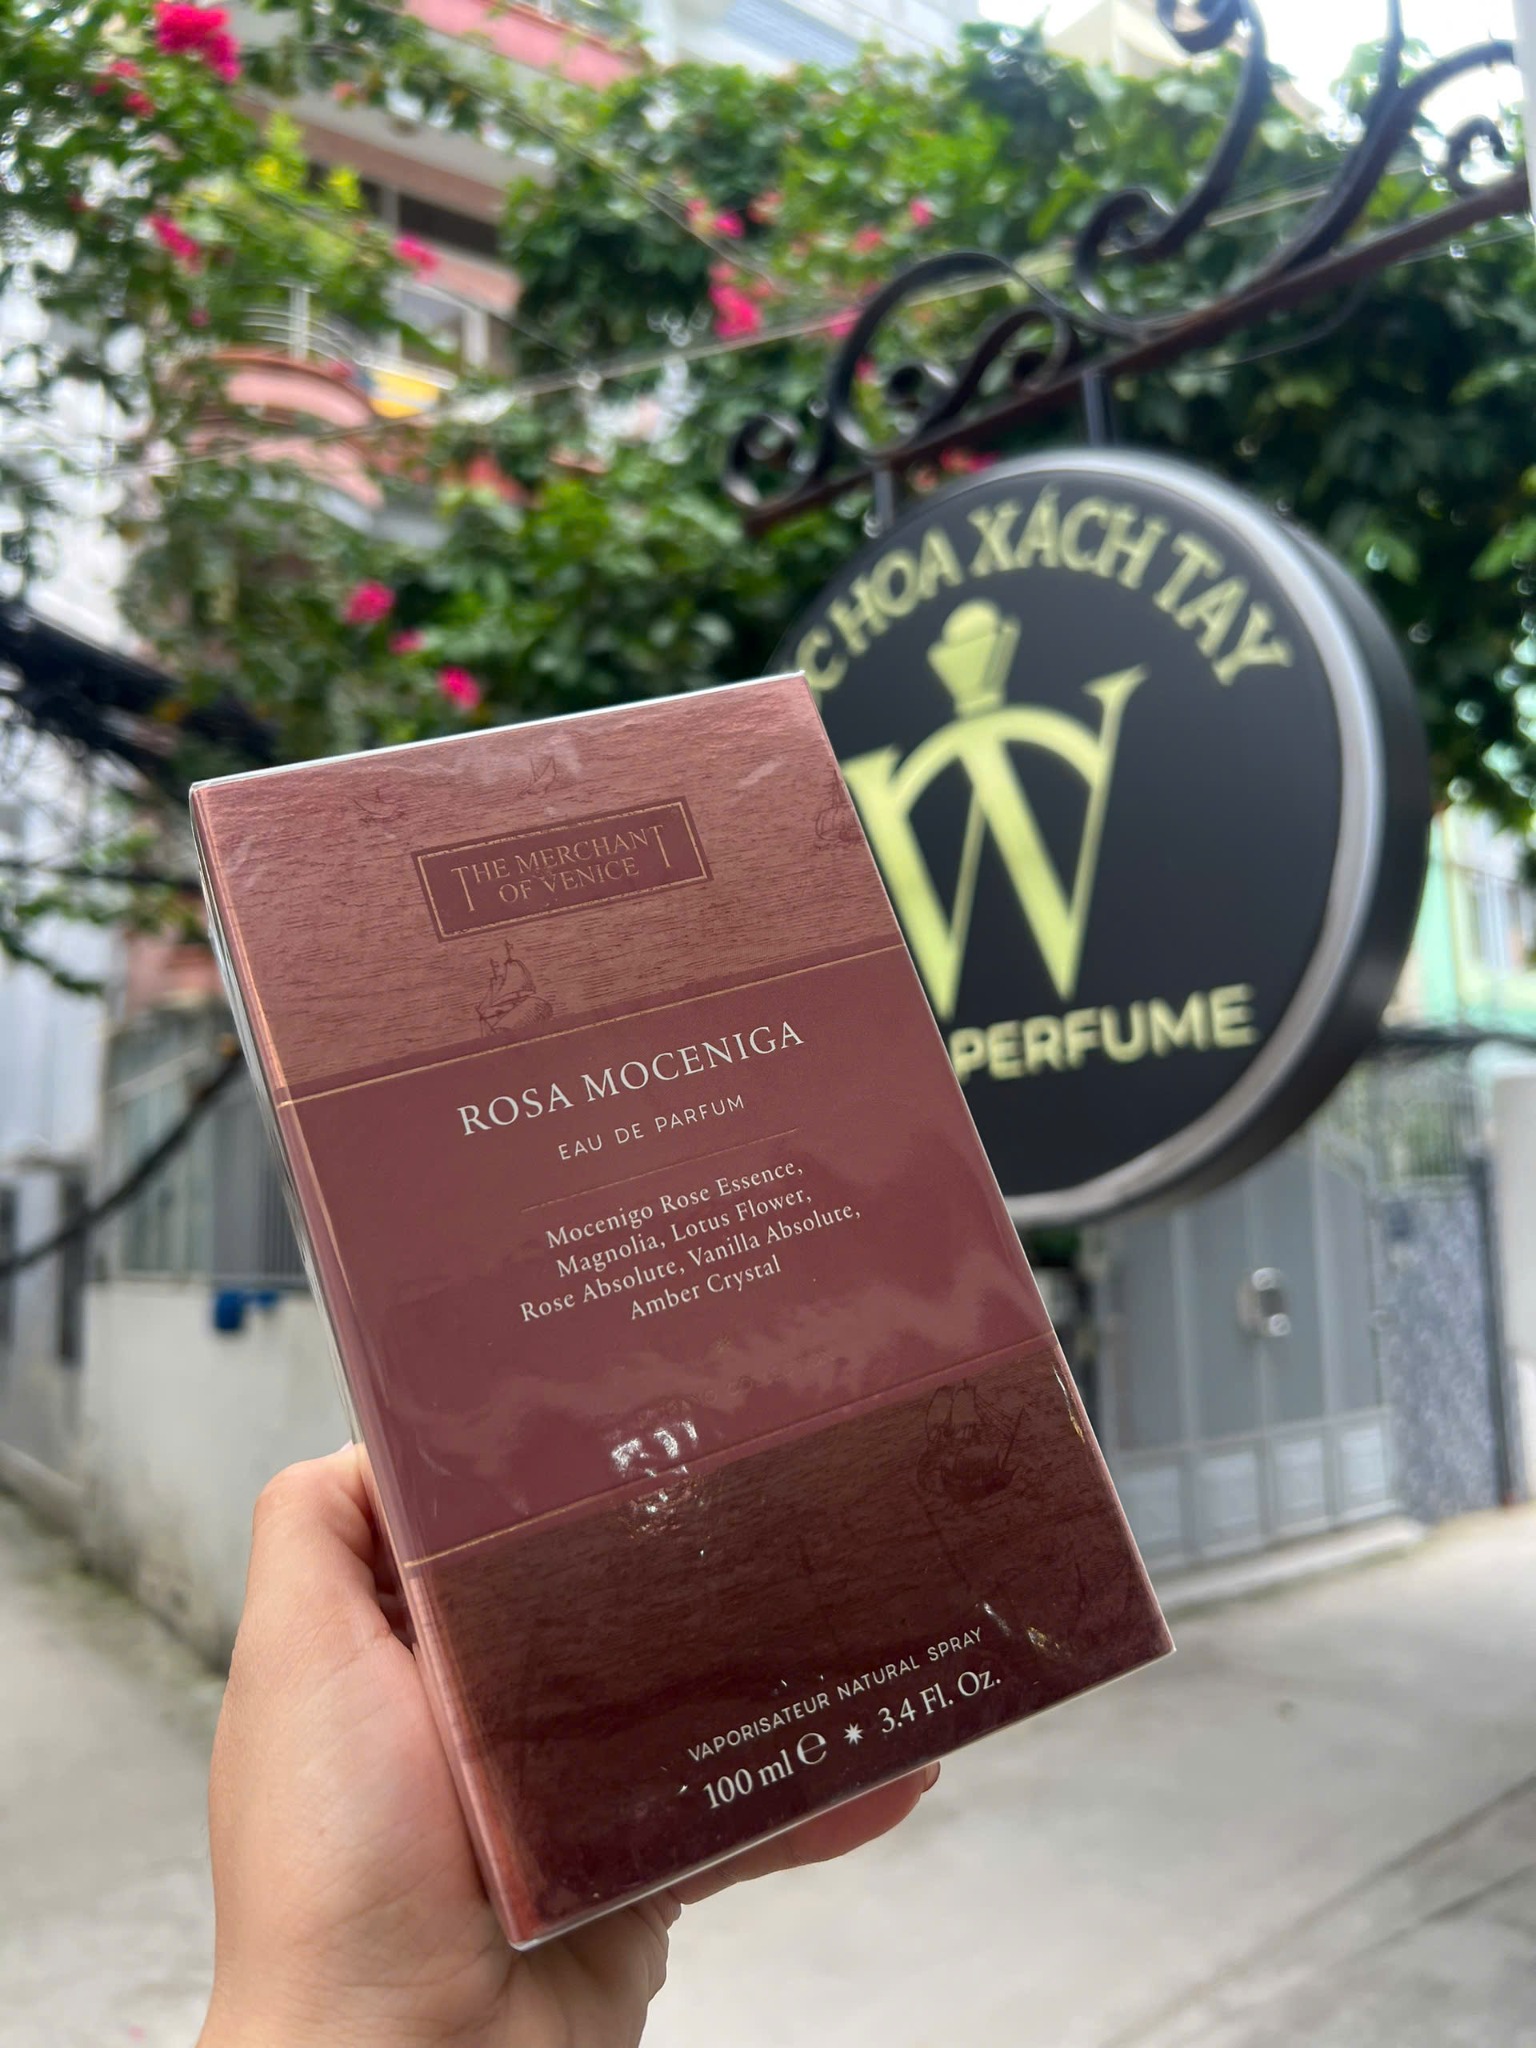 HOA XÁCH TAY
W
PERFUME
THE MERCHANT
OF VENICE
ROSA MOCENIGA
EAU DE PARFUM
Mocenigo Rose Essence,
Magnolia, Lotus Flower,
Rose Absolute, Vanilla Absolute,
Amber Crystal
VAPORISATEUR NATURAL SPRAY
100 ml ℮ ✷ 3.4 Fl. Oz.